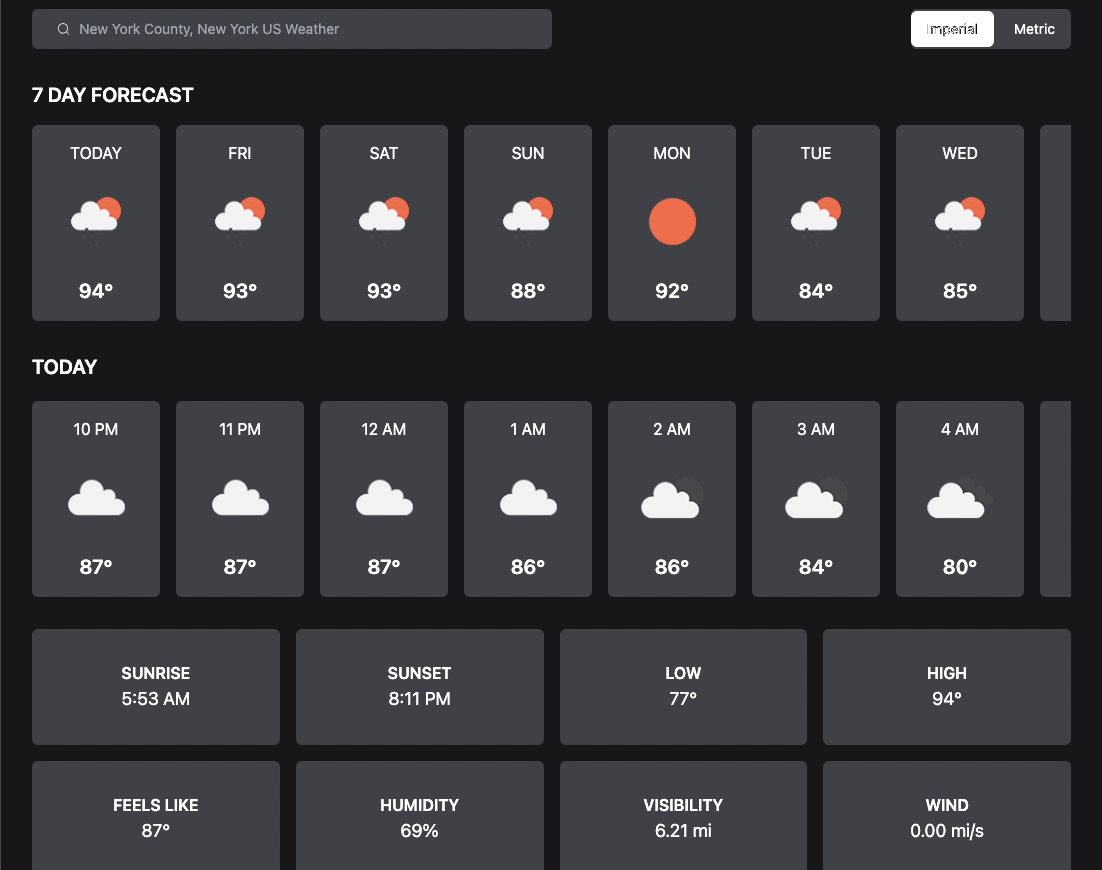 New York County, New York US Weather
Imperial Metric
7 DAY FORECAST
TODAY FRI SAT SUN MON TUE WED
94° 93° 93° 88° 92° 84° 85°
TODAY
10 PM 11 PM 12 AM 1 AM 2 AM 3 AM 4 AM
87° 87° 87° 86° 86° 84° 80°
SUNRISE SUNSET LOW HIGH
5:53 AM 8:11 PM 77° 94°
FEELS LIKE HUMIDITY VISIBILITY WIND
87° 69% 6.21 mi 0.00 mi/s